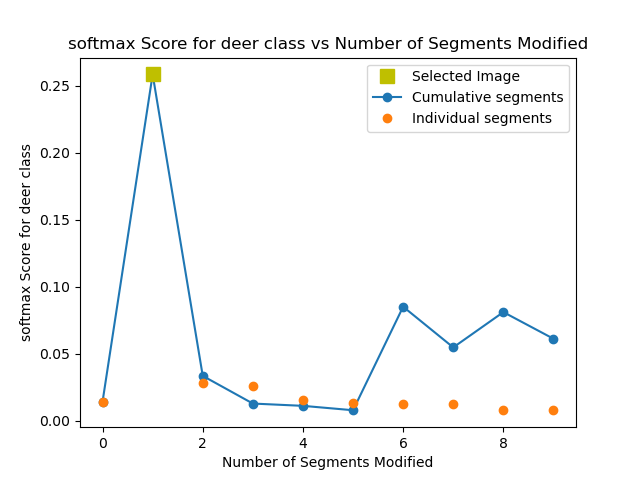 softmax Score for deer class vs Number of Segments Modified
Selected Image
Cumulative segments
Individual segments
softmax Score for deer class
0.25
0.20
0.15
0.10
0.05
0.00
0 2 4 6 8
Number of Segments Modified